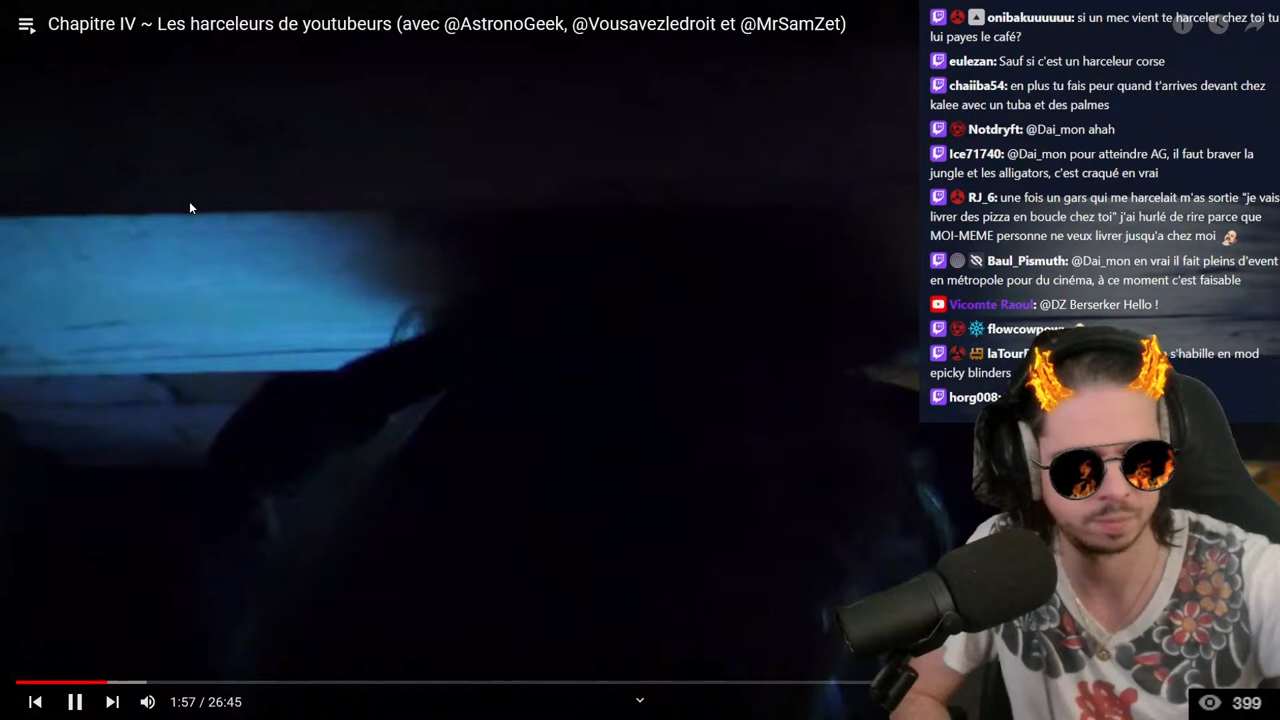 Chapitre IV ~ Les harceleurs de youtubeurs (avec @AstronoGeek, @Vousavezledroit et @MrSamZet)
onibakuuuuuu: si un mec vient te harceler chez toi tu
lui payes le café?
eulezan: Sauf si c'est un harceleur corse
chaiiba54: en plus tu fais peur quand t'arrives devant chez
kalee avec un tuba et des palmes
Notdryft: @Dai_mon ahah
Ice71740: @Dai_mon pour atteindre AG, il faut braver la
jungle et les alligators, c'est craqué en vrai
RJ_6: une fois un gars qui me harcelait m'as sortie "je vais
livrer des pizza en boucle chez toi" j'ai hurlé de rire parce que
MOI-MEME personne ne veux livrer jusqu'a chez moi
Baul_Pismuth: @Dai_mon en vrai il fait pleins d'event
en métropole pour du cinéma, à ce moment c'est faisable
Vicomte Raoul: @DZ Berserker Hello !
flowcowpow
s'habille en mod
epicky blinders
horg008:
1:57 / 26:45
399